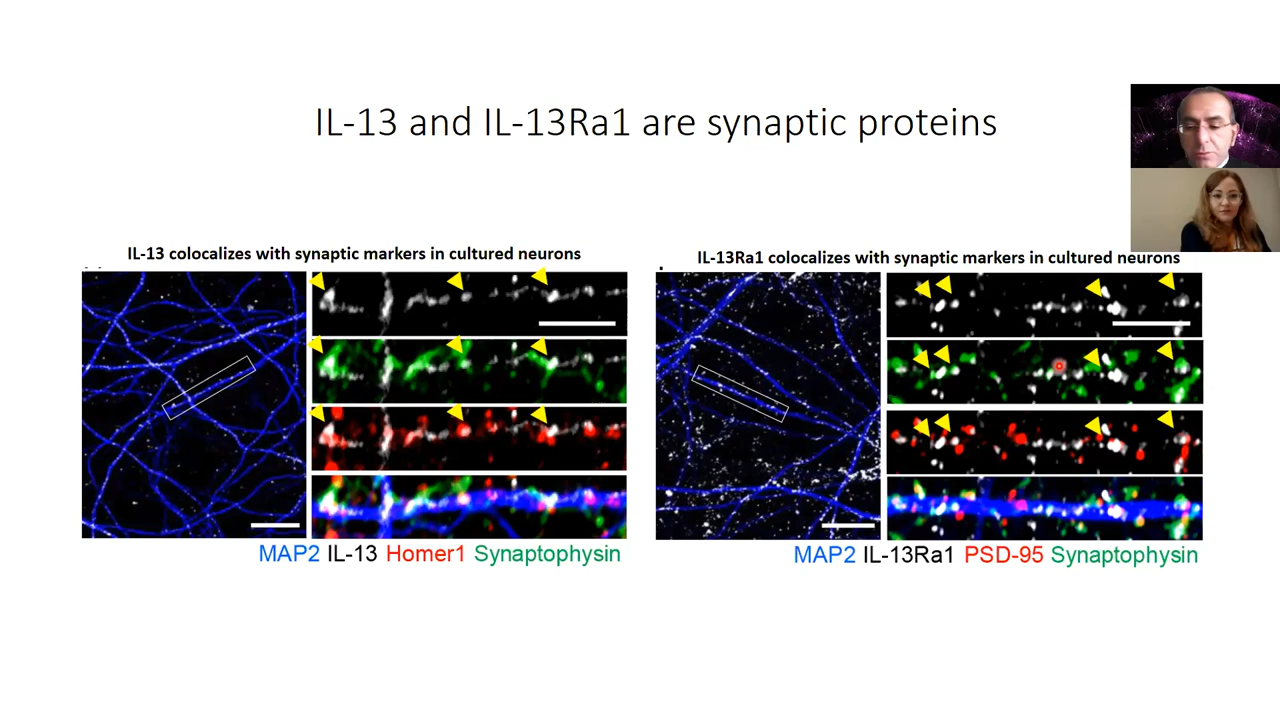 IL-13 and IL-13Ra1 are synaptic proteins
IL-13 colocalizes with synaptic markers in cultured neurons
IL-13Ra1 colocalizes with synaptic markers in cultured neurons
MAP2 IL-13 Homer1 Synaptophysin
MAP2 IL-13Ra1 PSD-95 Synaptophysin